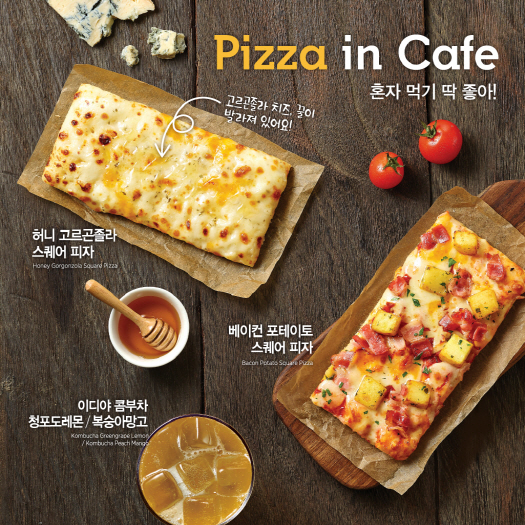 Pizza in Cafe
혼자 먹기 딱 좋아!
고르곤졸라 치즈, 꿀이
발라져 있어요!
허니 고르곤졸라
스퀘어 피자
Honey Gorgonzola Square Pizza
베이컨 포테이토
스퀘어 피자
Bacon Potato Square Pizza
이디야 콤부차
청포도레몬 / 복숭아망고
Kombucha Greengrape Lemon
/ Kombucha Peach Mango